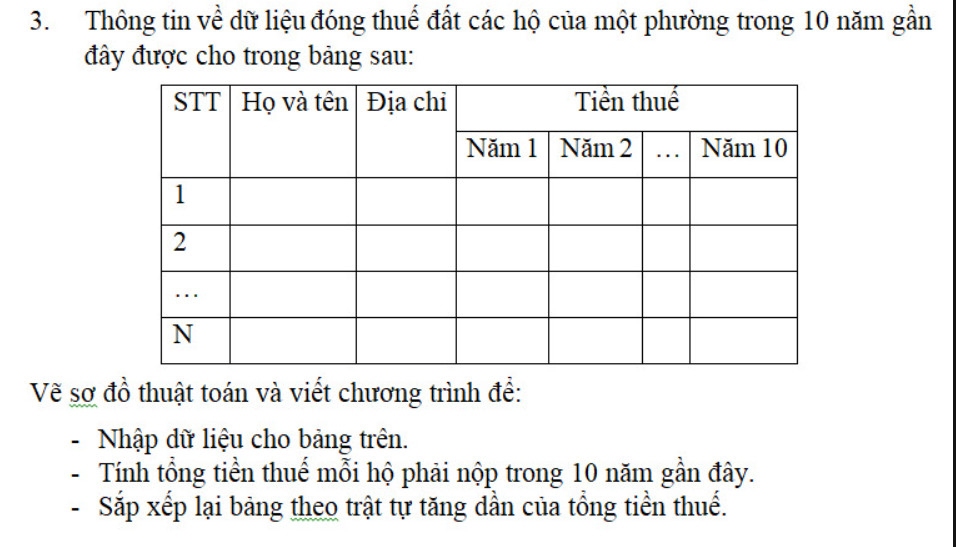 3. Thông tin về dữ liệu đóng thuế đất các hộ của một phường trong 10 năm gần
đây được cho trong bảng sau:
STT Họ và tên Địa chỉ Tiền thuế
Năm 1 Năm 2 … Năm 10
1
2
…
N
Vẽ sơ đồ thuật toán và viết chương trình để:
- Nhập dữ liệu cho bảng trên.
- Tính tổng tiền thuế mỗi hộ phải nộp trong 10 năm gần đây.
- Sắp xếp lại bảng theo trật tự tăng dần của tổng tiền thuế.